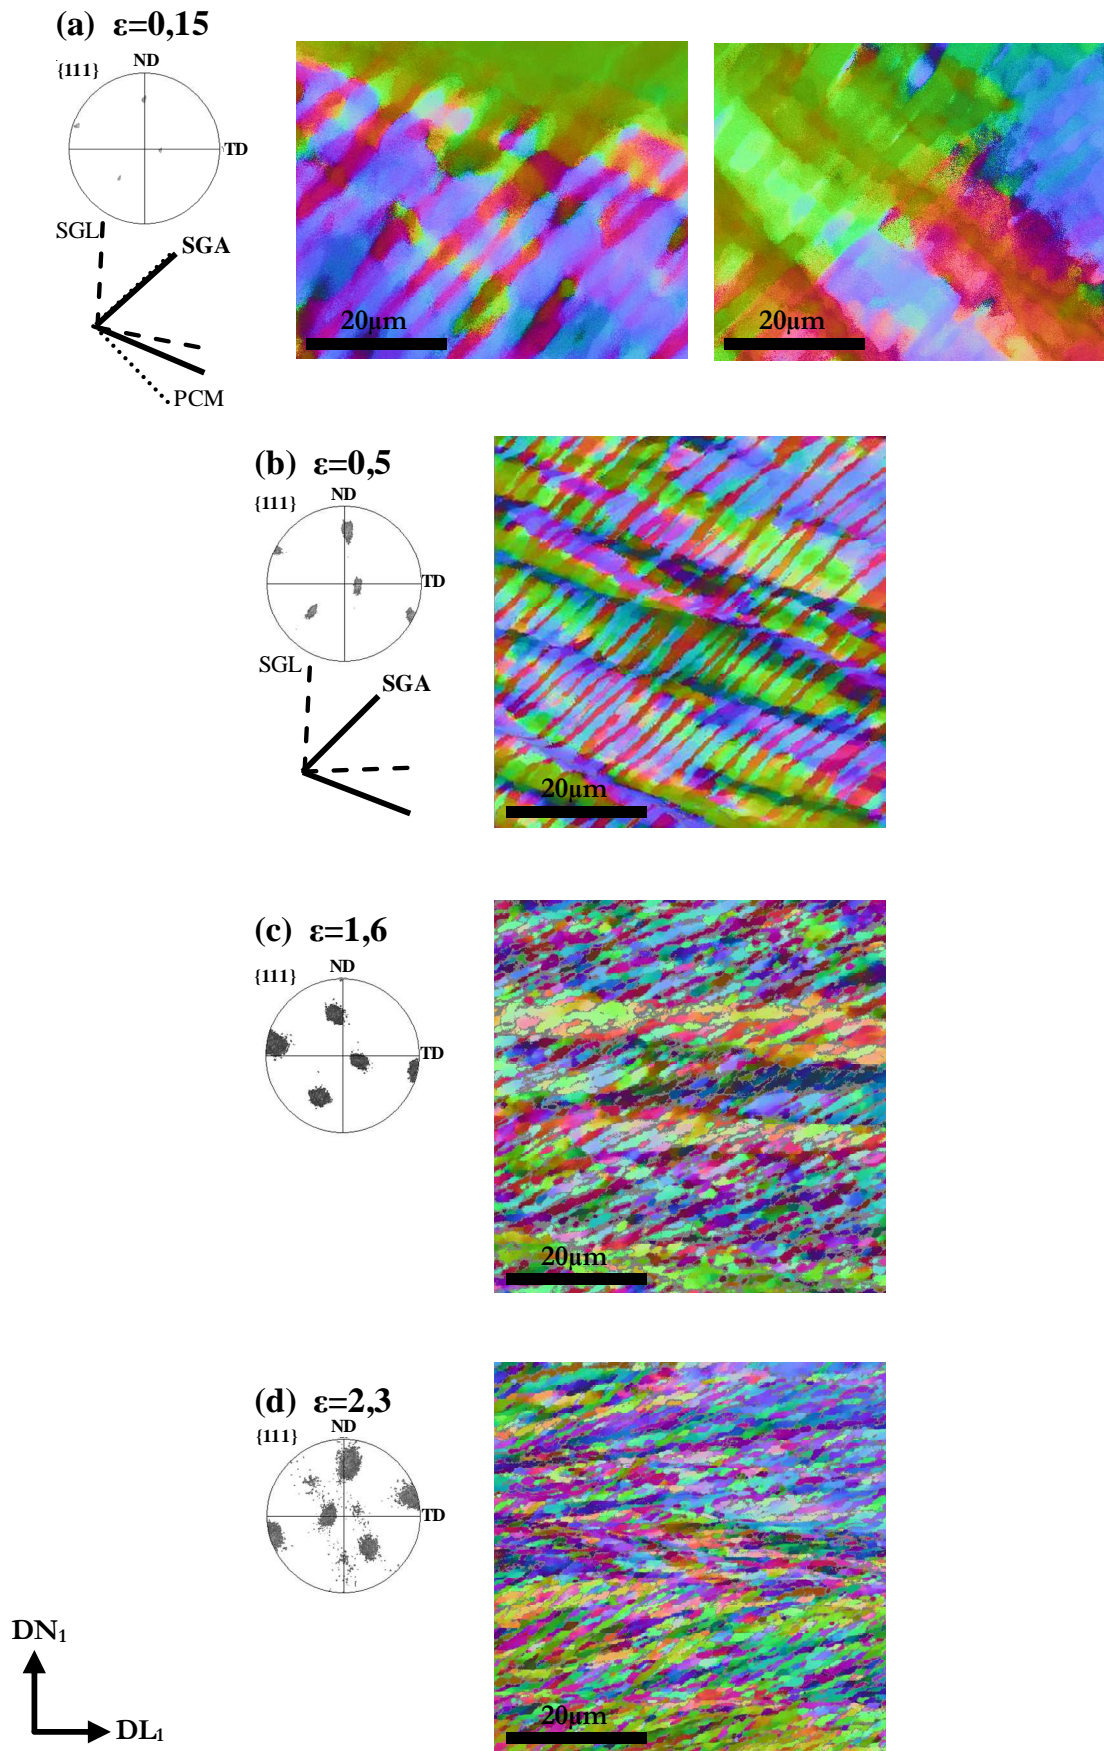 (a) ε=0,15
ND
{111}
TD
SGL
SGA
PCM
20µm
20µm
(b) ε=0,5
ND
{111}
TD
SGL
SGA
20µm
(c) ε=1,6
ND
{111}
TD
20µm
(d) ε=2,3
ND
{111}
TD
20µm
DN₁
DL₁